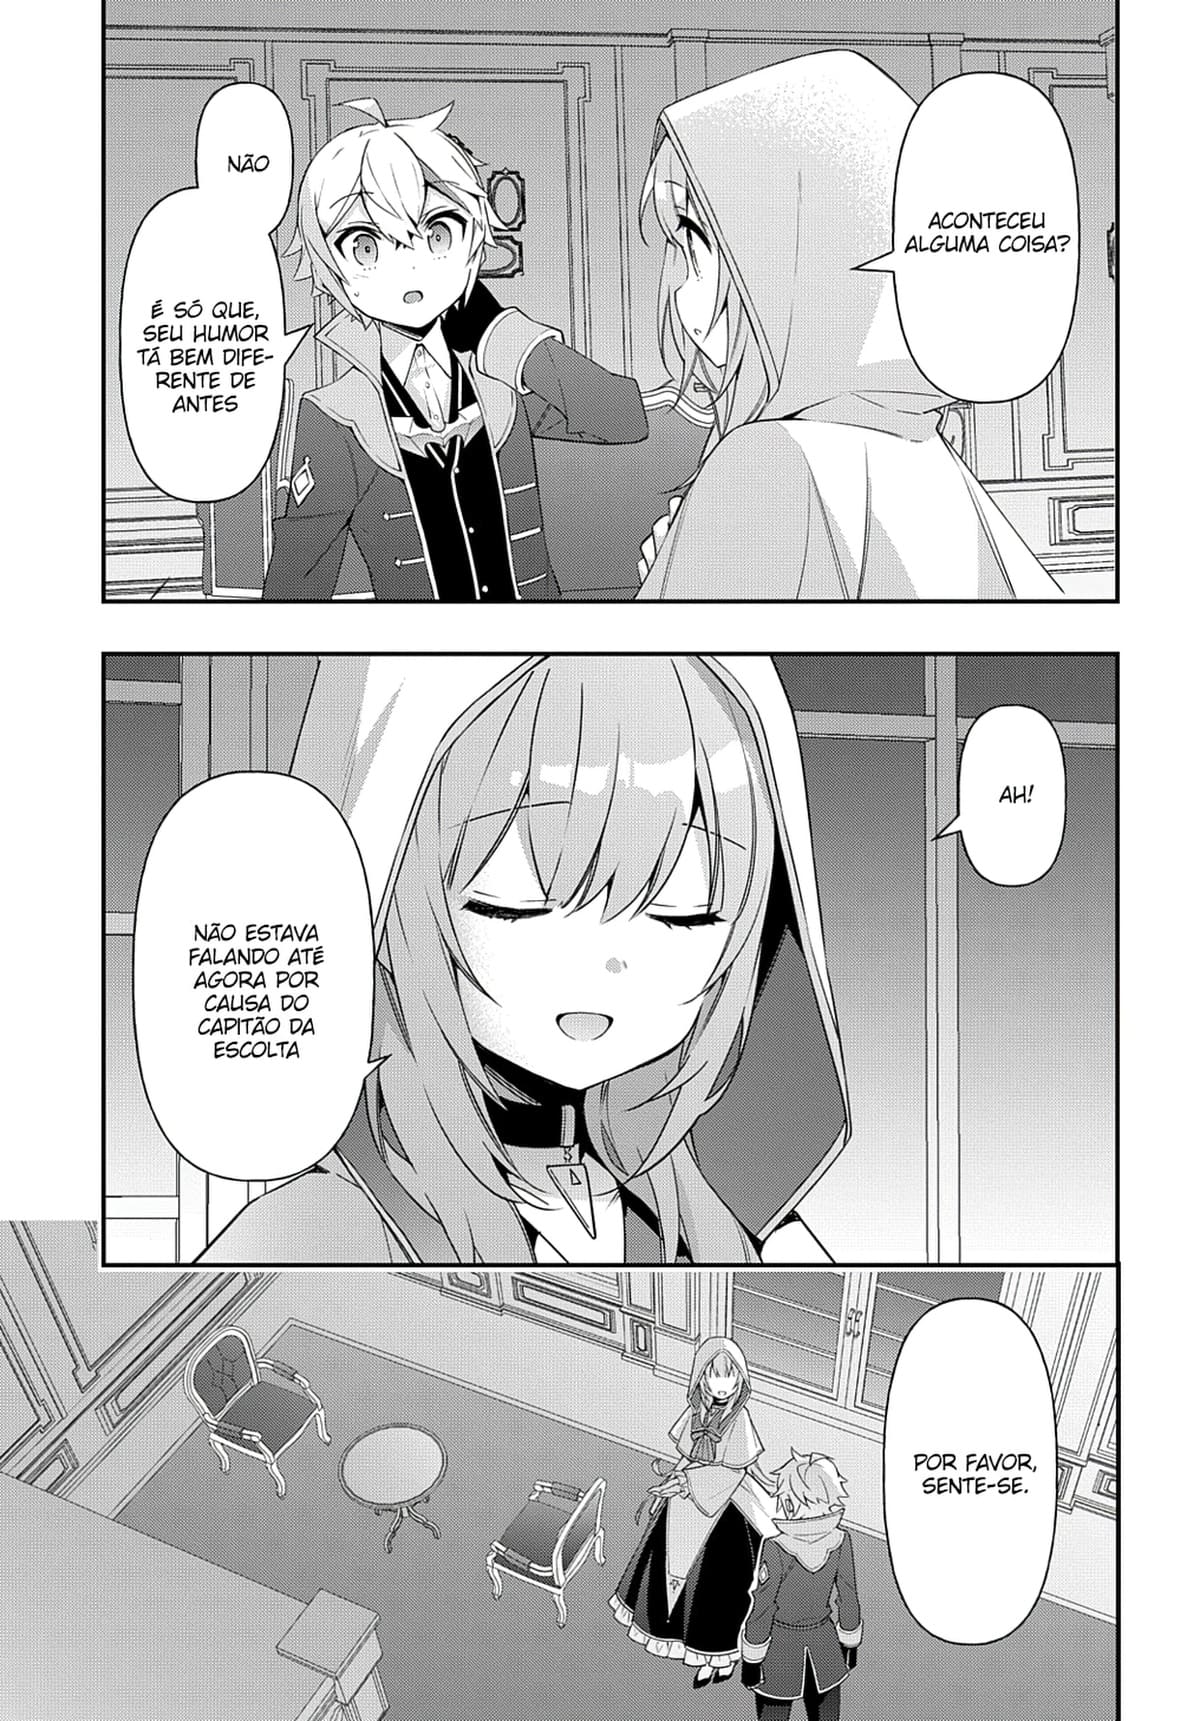 ACONTECEU
ALGUMA COISA?
NÃO
É SÓ QUE,
SEU HUMOR
TÁ BEM DIFE-
RENTE DE
ANTES
AH!
NÃO ESTAVA
FALANDO ATÉ
AGORA POR
CAUSA DO
CAPITÃO DA
ESCOLTA
POR FAVOR,
SENTE-SE.